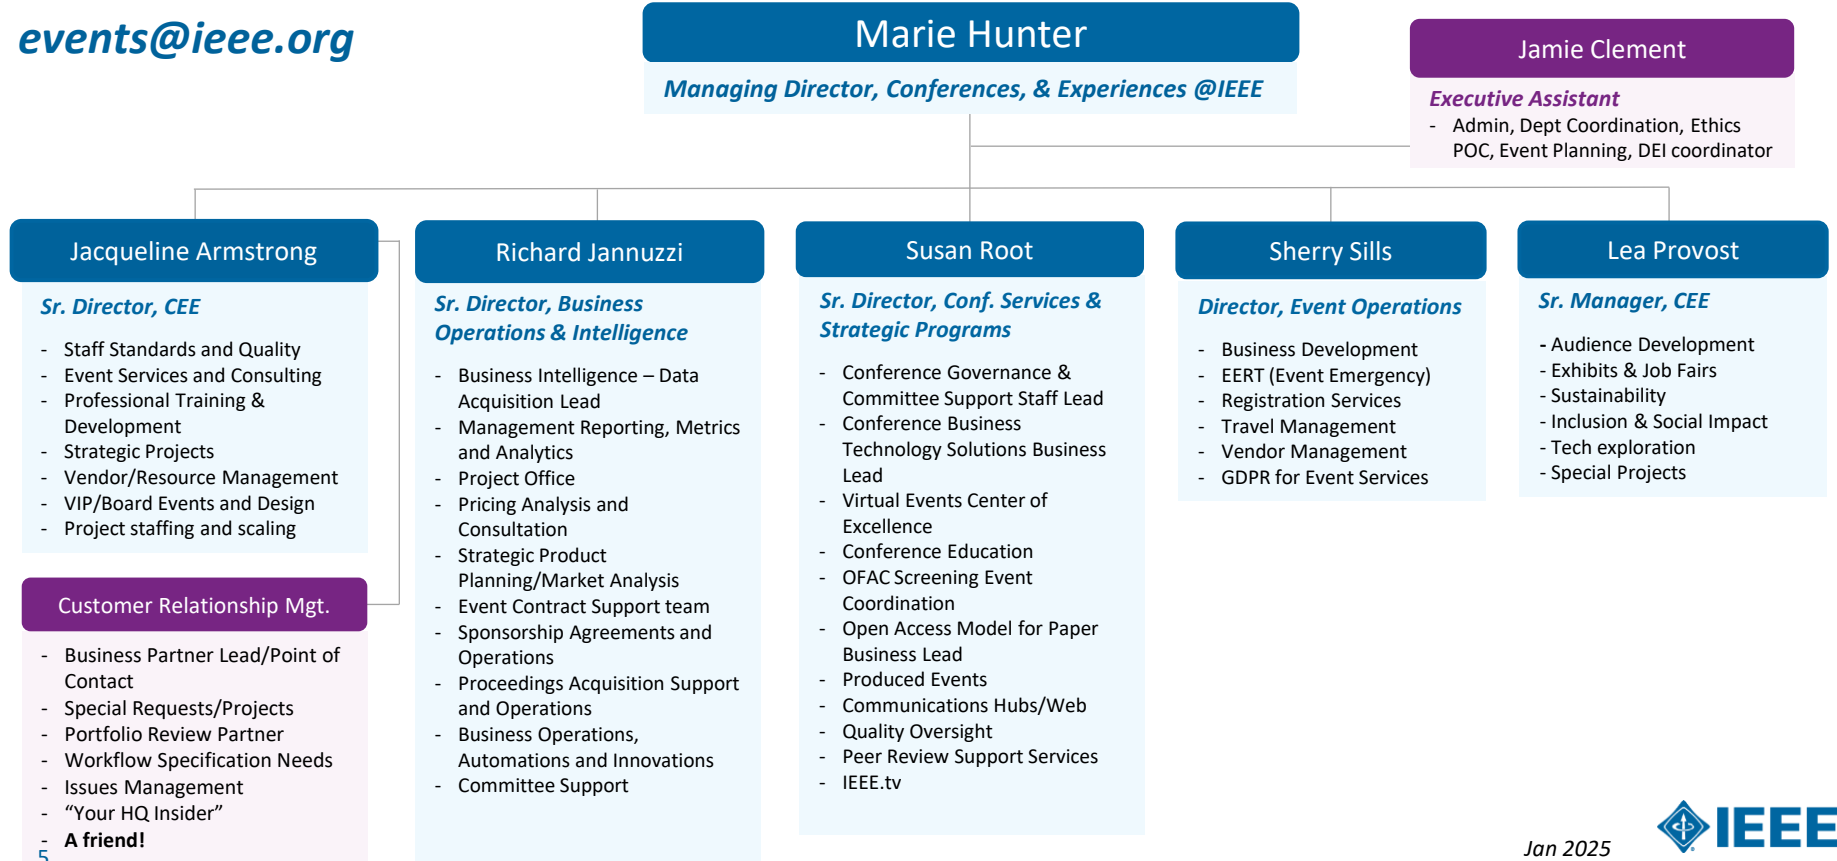 events@ieee.org
Marie Hunter
Managing Director, Conferences, & Experiences @IEEE
Jamie Clement
Executive Assistant
- Admin, Dept Coordination, Ethics
POC, Event Planning, DEI coordinator
Jacqueline Armstrong
Sr. Director, CEE
- Staff Standards and Quality
- Event Services and Consulting
- Professional Training &
Development
- Strategic Projects
- Vendor/Resource Management
- VIP/Board Events and Design
- Project staffing and scaling
Customer Relationship Mgt.
- Business Partner Lead/Point of
Contact
- Special Requests/Projects
- Portfolio Review Partner
- Workflow Specification Needs
- Issues Management
- “Your HQ Insider”
- A friend!
Richard Jannuzzi
Sr. Director, Business
Operations & Intelligence
- Business Intelligence – Data
Acquisition Lead
- Management Reporting, Metrics
and Analytics
- Project Office
- Pricing Analysis and
Consultation
- Strategic Product
Planning/Market Analysis
- Event Contract Support team
- Sponsorship Agreements and
Operations
- Proceedings Acquisition Support
and Operations
- Business Operations,
Automations and Innovations
- Committee Support
Susan Root
Sr. Director, Conf. Services &
Strategic Programs
- Conference Governance &
Committee Support Staff Lead
- Conference Business
Technology Solutions Business
Lead
- Virtual Events Center of
Excellence
- Conference Education
- OFAC Screening Event
Coordination
- Open Access Model for Paper
Business Lead
- Produced Events
- Communications Hubs/Web
- Quality Oversight
- Peer Review Support Services
- IEEE.tv
Sherry Sills
Director, Event Operations
- Business Development
- EERT (Event Emergency)
- Registration Services
- Travel Management
- Vendor Management
- GDPR for Event Services
Lea Provost
Sr. Manager, CEE
- Audience Development
- Exhibits & Job Fairs
- Sustainability
- Inclusion & Social Impact
- Tech exploration
- Special Projects
5
Jan 2025
IEEE